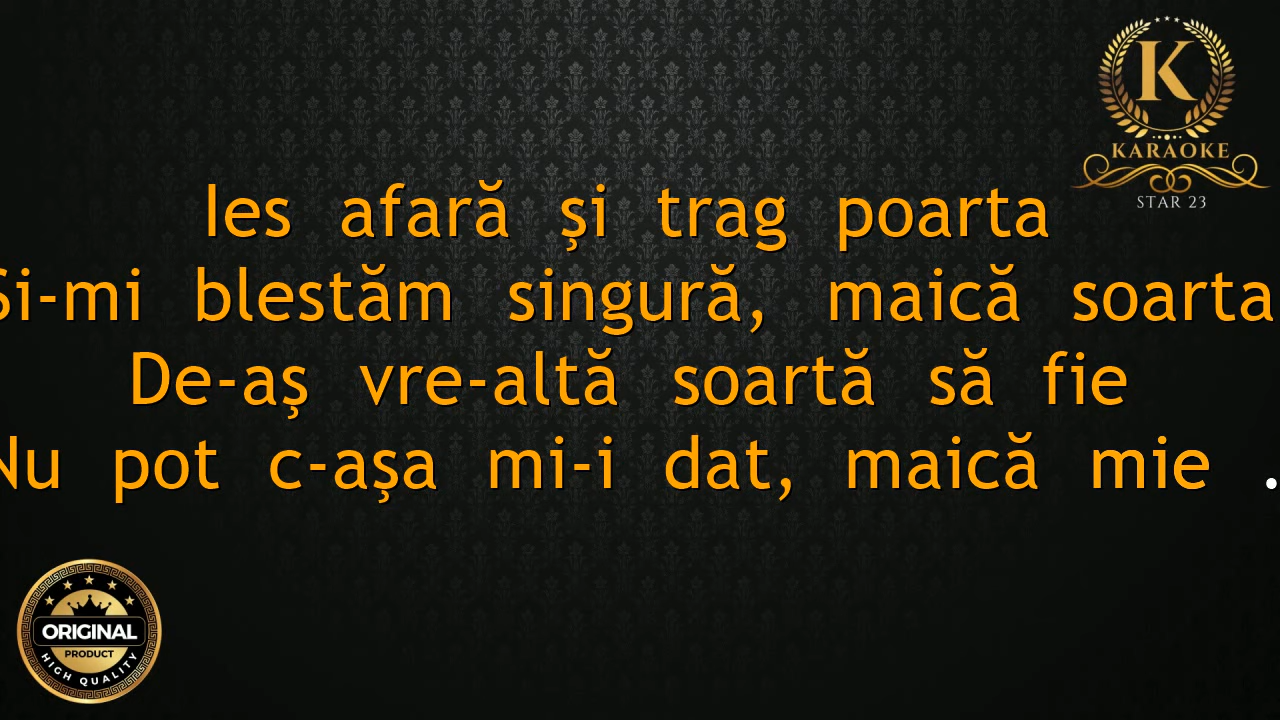 K
KARAOKE
STAR 23
Ies afară și trag poarta
Si-mi blestăm singură, maică soarta
De-aș vre-altă soartă să fie
Nu pot c-așa mi-i dat, maică mie .
ORIGINAL
PRODUCT
HIGH QUALITY